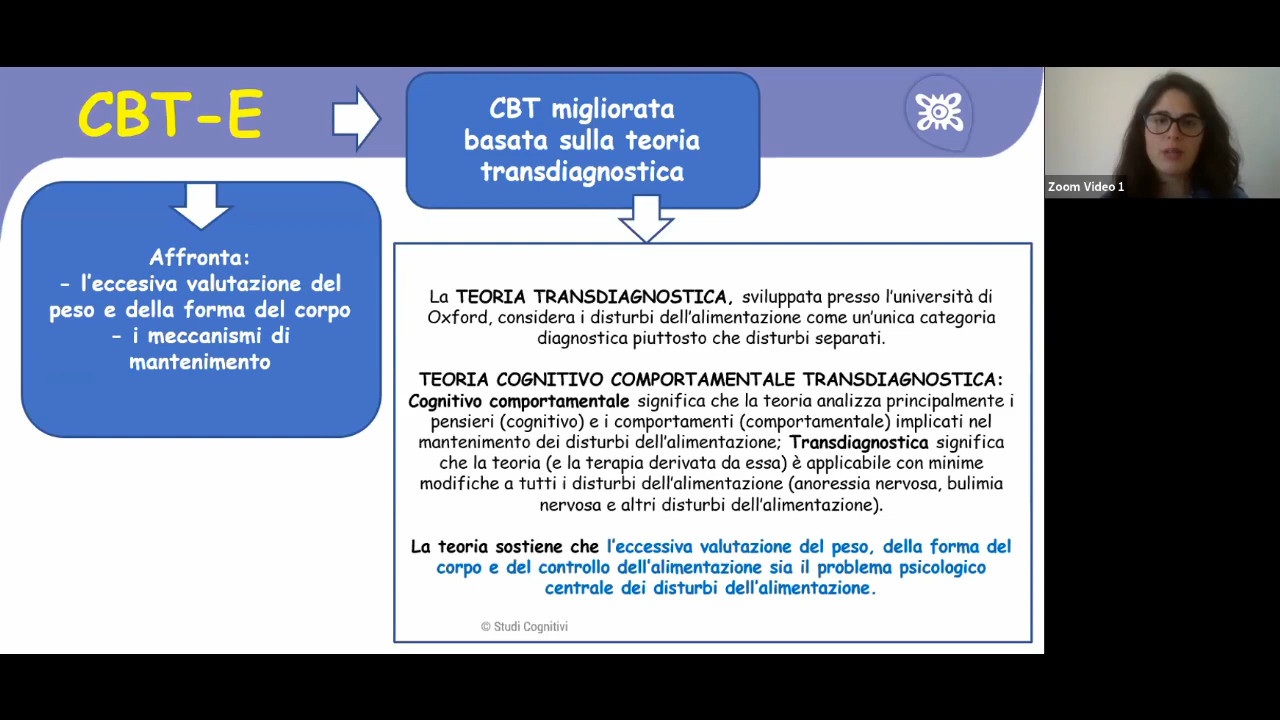 CBT-E
CBT migliorata
basata sulla teoria
transdiagnostica
Affronta:
- l'eccesiva valutazione del
peso e della forma del corpo
- i meccanismi di
mantenimento
La TEORIA TRANSDIAGNOSTICA, sviluppata presso l'università di
Oxford, considera i disturbi dell'alimentazione come un'unica categoria
diagnostica piuttosto che disturbi separati.
TEORIA COGNITIVO COMPORTAMENTALE TRANSDIAGNOSTICA:
Cognitivo comportamentale significa che la teoria analizza principalmente i
pensieri (cognitivo) e i comportamenti (comportamentale) implicati nel
mantenimento dei disturbi dell'alimentazione; Transdiagnostica significa
che la teoria (e la terapia derivata da essa) è applicabile con minime
modifiche a tutti i disturbi dell'alimentazione (anoressia nervosa, bulimia
nervosa e altri disturbi dell'alimentazione).
La teoria sostiene che l'eccessiva valutazione del peso, della forma del
corpo e del controllo dell'alimentazione sia il problema psicologico
centrale dei disturbi dell'alimentazione.
© Studi Cognitivi
Zoom Video 1